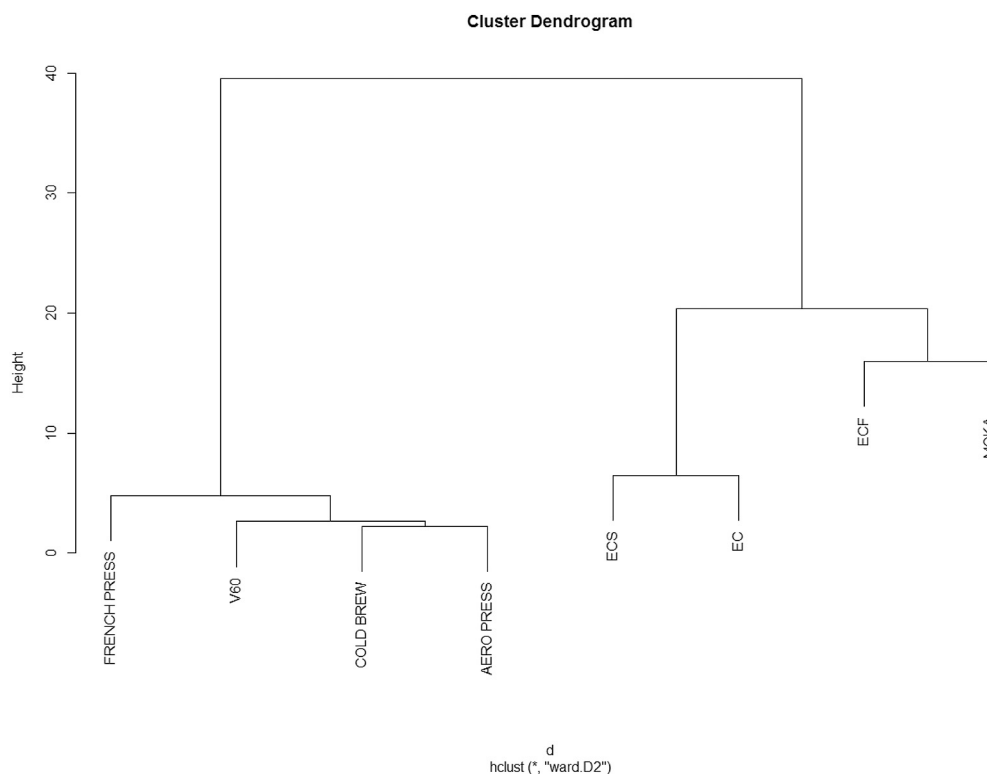 Cluster Dendrogram
Height
40
30
20
10
0
FRENCH PRESS
V60
COLD BREW
AERO PRESS
ECS
EC
ECF
MOKA
d
hclust (*, "ward.D2")